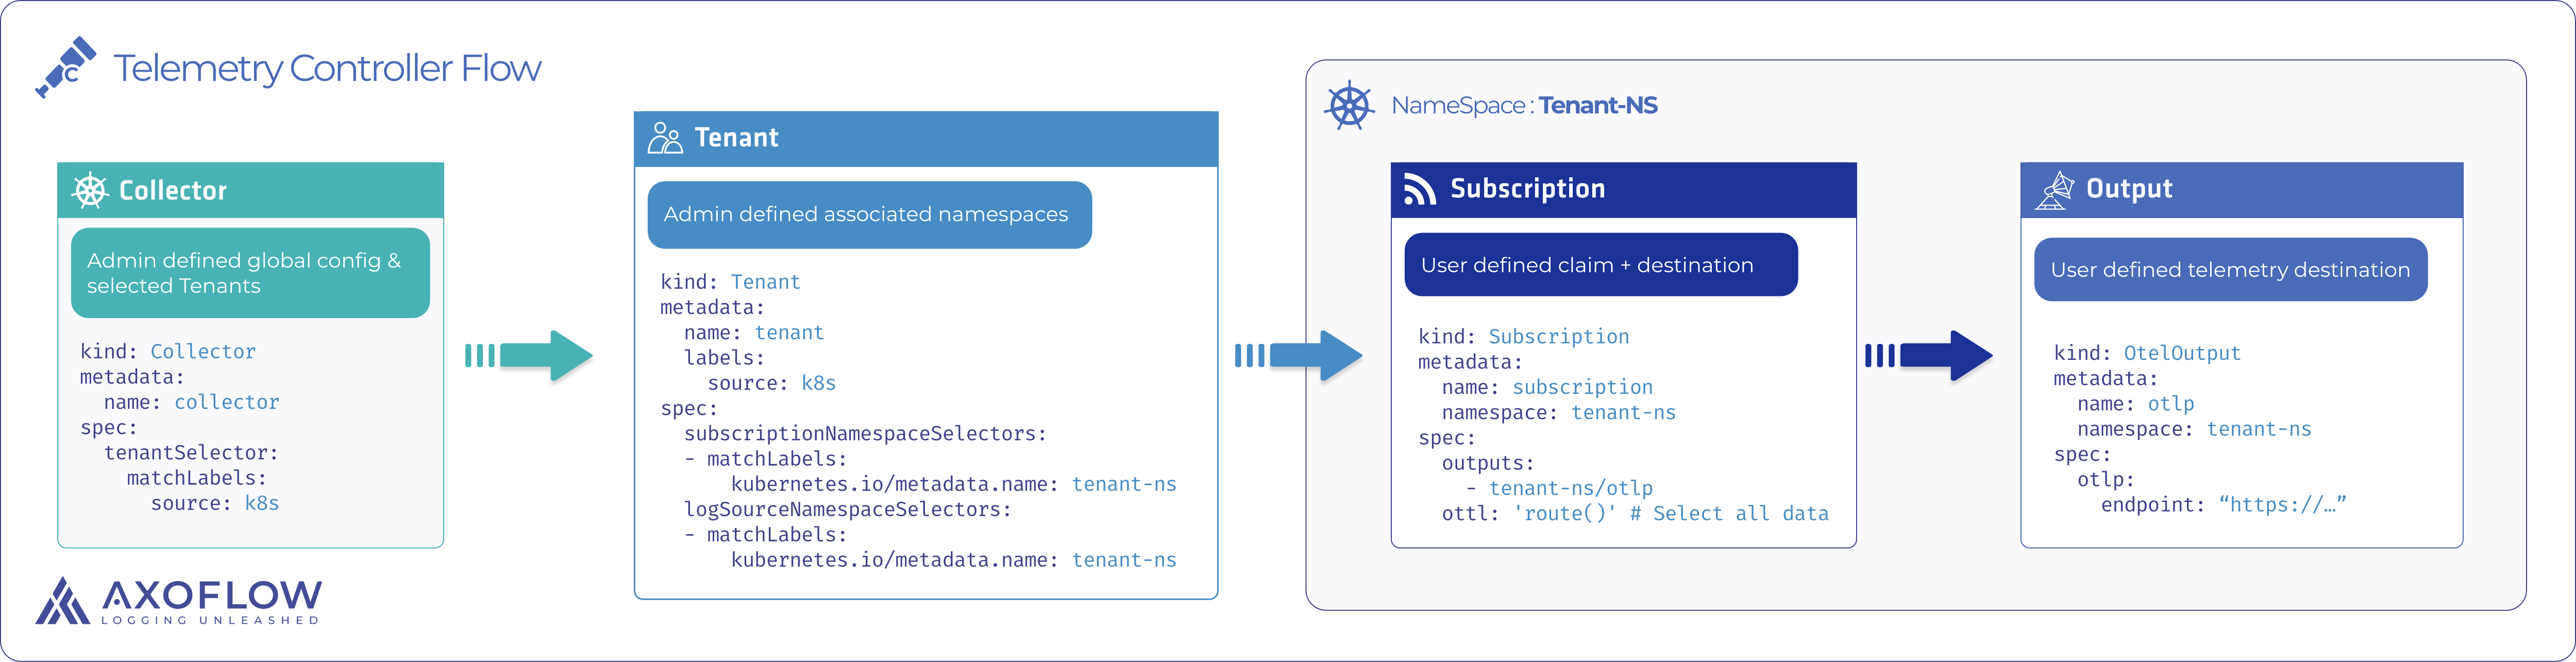 Telemetry Controller Flow
Collector
Admin defined global config &
selected Tenants
kind: Collector
metadata:
  name: collector
spec:
  tenantSelector:
    matchLabels:
      source: k8s
AXOFLOW
LOGGING UNLEASHED
Tenant
Admin defined associated namespaces
kind: Tenant
metadata:
  name: tenant
  labels:
    source: k8s
spec:
  subscriptionNamespaceSelectors:
  - matchLabels:
      kubernetes.io/metadata.name: tenant-ns
  logSourceNamespaceSelectors:
  - matchLabels:
      kubernetes.io/metadata.name: tenant-ns
NameSpace : Tenant-NS
Subscription
User defined claim + destination
kind: Subscription
metadata:
  name: subscription
  namespace: tenant-ns
spec:
  outputs:
    - tenant-ns/otlp
  ottl: 'route()' # Select all data
Output
User defined telemetry destination
kind: OtelOutput
metadata:
  name: otlp
  namespace: tenant-ns
spec:
  otlp:
    endpoint: “https://…”